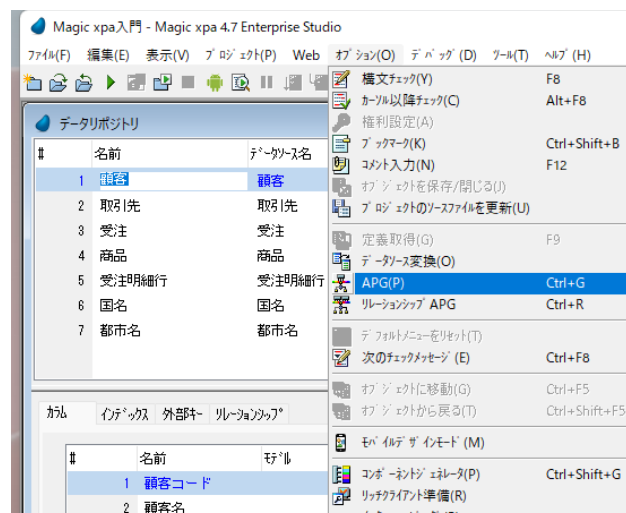 Magic xpa入門 - Magic xpa 4.7 Enterprise Studio
ﾌｧｲﾙ(F) 編集(E) 表示(V) ﾌﾟﾛｼﾞｪｸﾄ(P) Web ｵﾌﾟｼｮﾝ(O) ﾃﾞﾊﾞｯｸﾞ(D) ﾂｰﾙ(T) ﾍﾙﾌﾟ(H)
ﾃﾞｰﾀﾘﾎﾟｼﾞﾄﾘ
# 名前 ﾃﾞｰﾀｿｰｽ名
1 顧客 顧客
2 取引先 取引先
3 受注 受注
4 商品 商品
5 受注明細行 受注明細行
6 国名 国名
7 都市名 都市名
ｶﾗﾑ ｲﾝﾃﾞｯｸｽ 外部ｷｰ ﾘﾚｰｼｮﾝｼｯﾌﾟ
# 名前 ﾓﾃﾞﾙ
1 顧客コード
2 顧客名
構文ﾁｪｯｸ(Y) F8
ｶｰｿﾙ以降ﾁｪｯｸ(C) Alt+F8
権利設定(A)
ﾌﾞｯｸﾏｰｸ(K) Ctrl+Shift+B
ｺﾒﾝﾄ入力(N) F12
ｵﾌﾞｼﾞｪｸﾄを保存/閉じる(J)
ﾌﾟﾛｼﾞｪｸﾄのｿｰｽﾌｧｲﾙを更新(U)
定義取得(G) F9
ﾃﾞｰﾀｿｰｽ変換(O)
APG(P) Ctrl+G
ﾘﾚｰｼｮﾝｼｯﾌﾟ APG Ctrl+R
ﾃﾞﾌｫﾙﾄﾒﾆｭｰをﾘｾｯﾄ(T)
次のﾁｪｯｸﾒｯｾｰｼﾞ(E) Ctrl+F8
ｵﾌﾞｼﾞｪｸﾄに移動(G) Ctrl+F5
ｵﾌﾞｼﾞｪｸﾄから戻る(T) Ctrl+Shift+F5
ﾓﾊﾞｲﾙﾃﾞｻﾞｲﾝﾓｰﾄﾞ(M)
ｺﾝﾎﾟｰﾈﾝﾄｼﾞｪﾈﾚｰﾀ(P) Ctrl+Shift+G
ﾘｯﾁｸﾗｲｱﾝﾄ準備(R)